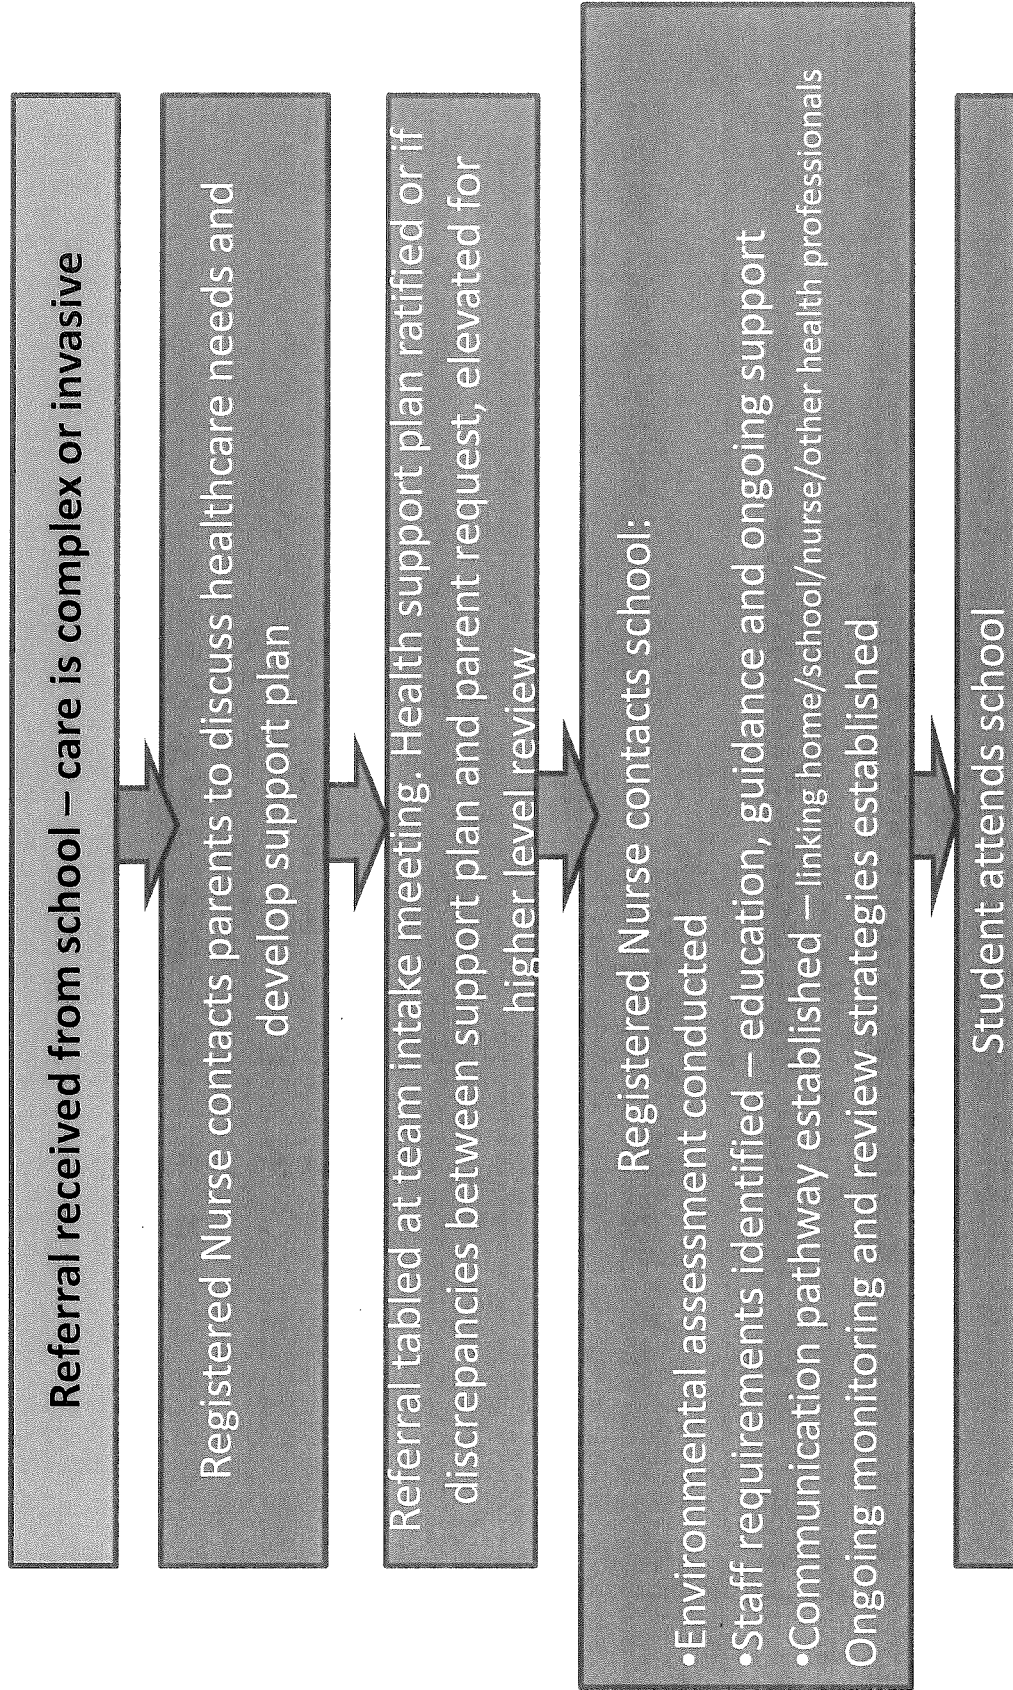 Referral received from school – care is complex or invasive
Registered Nurse contacts parents to discuss healthcare needs and
develop support plan
Referral tabled at team intake meeting. Health support plan ratified or if
discrepancies between support plan and parent request, elevated for
higher level review
Registered Nurse contacts school:
•Environmental assessment conducted
•Staff requirements identified – education, guidance and ongoing support
•Communication pathway established – linking home/school/nurse/other health professionals
Ongoing monitoring and review strategies established
Student attends school